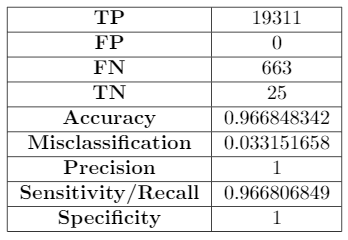 TP 19311
FP 0
FN 663
TN 25
Accuracy 0.966848342
Misclassification 0.033151658
Precision 1
Sensitivity/Recall 0.966806849
Specificity 1